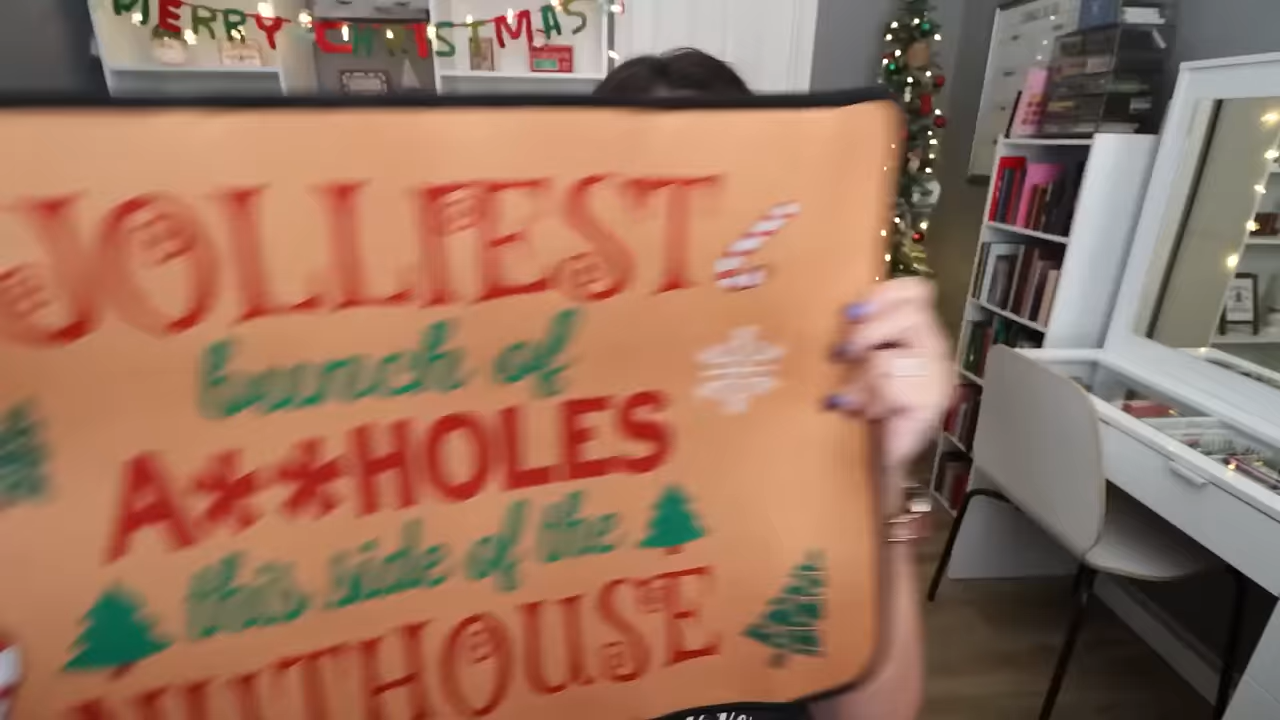 MERRY CHRISTMAS
JOLLIEST
bunch of
A**HOLES
this side of the
NUTHOUSE